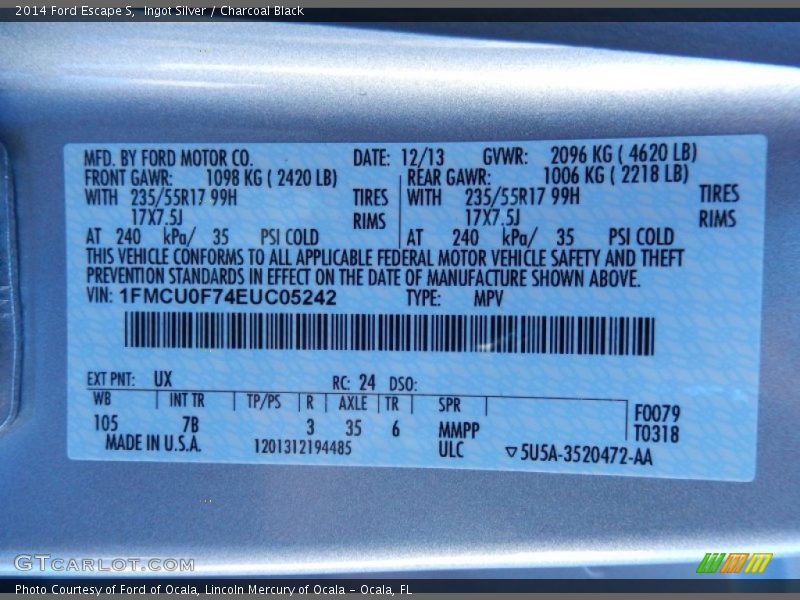 2014 Ford Escape S,  Ingot Silver / Charcoal Black
MFD. BY FORD MOTOR CO. DATE: 12/13 GVWR: 2096 KG ( 4620 LB)
FRONT GAWR: 1098 KG ( 2420 LB) REAR GAWR: 1006 KG ( 2218 LB)
WITH 235/55R17 99H TIRES WITH 235/55R17 99H TIRES
17X7.5J RIMS 17X7.5J RIMS
AT 240 kPa/ 35 PSI COLD AT 240 kPa/ 35 PSI COLD
THIS VEHICLE CONFORMS TO ALL APPLICABLE FEDERAL MOTOR VEHICLE SAFETY AND THEFT
PREVENTION STANDARDS IN EFFECT ON THE DATE OF MANUFACTURE SHOWN ABOVE.
VIN: 1FMCU0F74EUC05242 TYPE: MPV
EXT PNT: UX RC: 24 DSO:
WB INT TR TP/PS R AXLE TR SPR
105 7B 3 35 6 MMPP
F0079
T0318
MADE IN U.S.A. 1201312194485 ULC ▽5U5A-3520472-AA
GTCARLOT.COM
Photo Courtesy of Ford of Ocala, Lincoln Mercury of Ocala - Ocala, FL